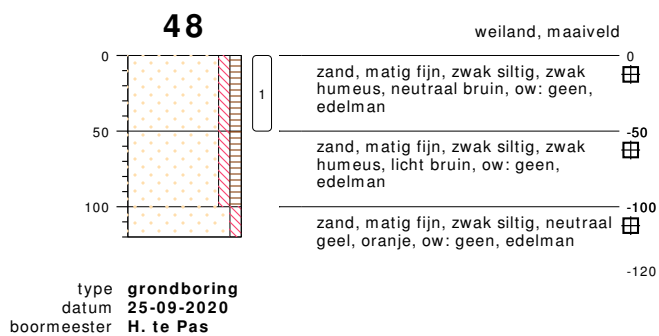 48
weiland, maaiveld
0
0
1
zand, matig fijn, zwak siltig, zwak
humeus, neutraal bruin, ow: geen,
edelman
50
-50
zand, matig fijn, zwak siltig, zwak
humeus, licht bruin, ow: geen,
edelman
100
-100
zand, matig fijn, zwak siltig, neutraal
geel, oranje, ow: geen, edelman
-120
type grondboring
datum 25-09-2020
boormeester H. te Pas